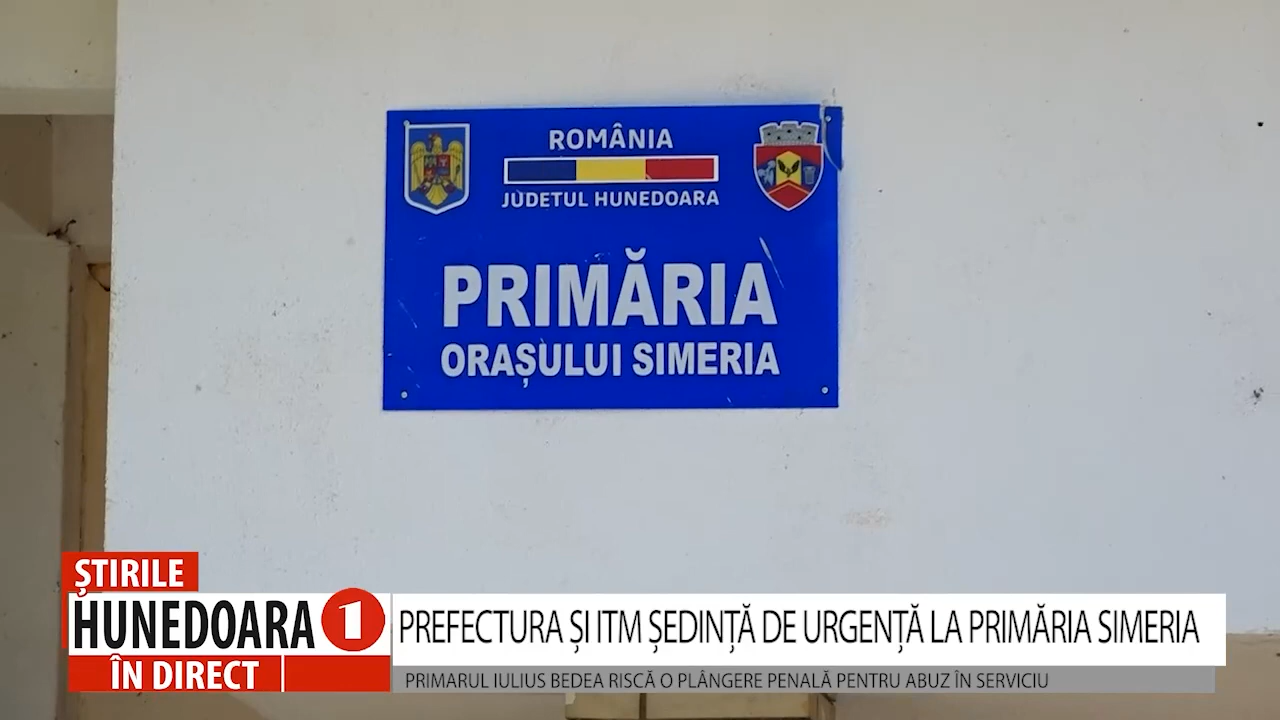 ROMÂNIA
JUDETUL HUNEDOARA
PRIMĂRIA
ORAȘULUI SIMERIA
ȘTIRILE
HUNEDOARA 1
ÎN DIRECT
PREFECTURA ȘI ITM ȘEDINȚĂ DE URGENȚĂ LA PRIMĂRIA SIMERIA
PRIMARUL IULIUS BEDEA RISCĂ O PLÂNGERE PENALĂ PENTRU ABUZ ÎN SERVICIU